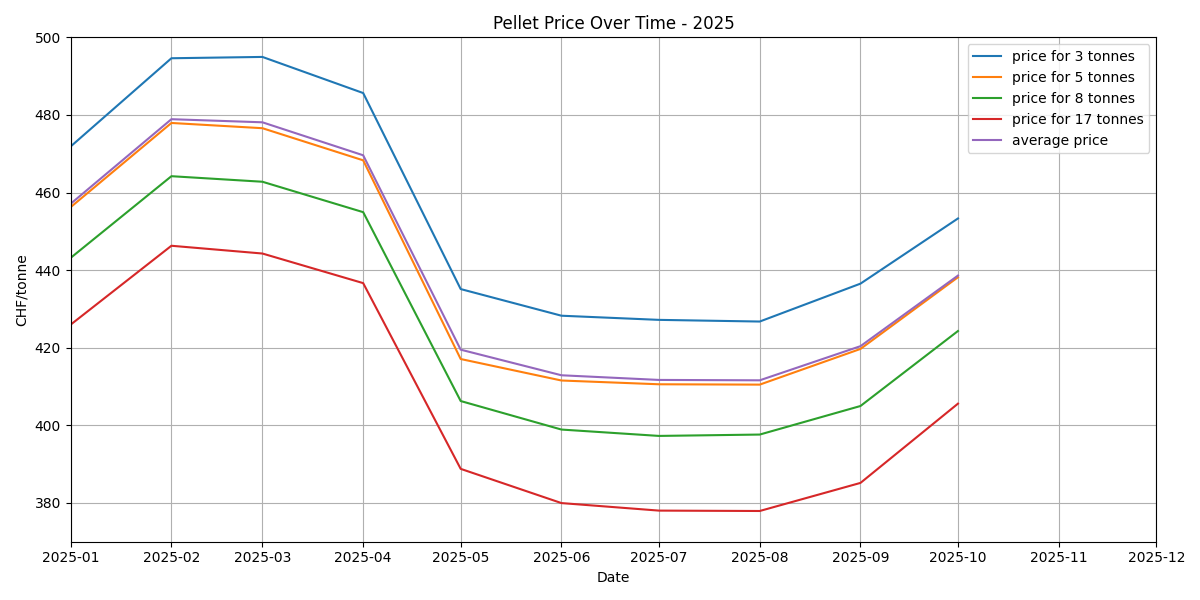 Pellet Price Over Time - 2025
500
480
460
440
420
400
380
CHF/tonne
price for 3 tonnes
price for 5 tonnes
price for 8 tonnes
price for 17 tonnes
average price
2025-01 2025-02 2025-03 2025-04 2025-05 2025-06 2025-07 2025-08 2025-09 2025-10 2025-11 2025-12
Date